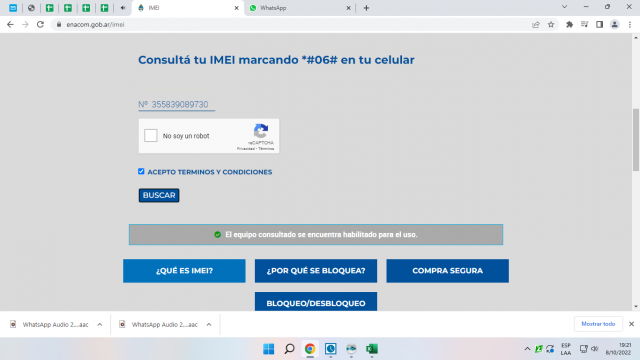 IMEI
WhatsApp
enacom.gob.ar/imei
Consultá tu IMEI marcando *#06# en tu celular
Nº 355839089730
No soy un robot
reCAPTCHA
Privacidad - Términos
ACEPTO TERMINOS Y CONDICIONES
BUSCAR
El equipo consultado se encuentra habilitado para el uso.
¿QUÉ ES IMEI?
¿POR QUÉ SE BLOQUEA?
COMPRA SEGURA
BLOQUEO/DESBLOQUEO
WhatsApp Audio 2....aac
WhatsApp Audio 2....aac
Mostrar todo
ESP
LAA
19:21
8/10/2022